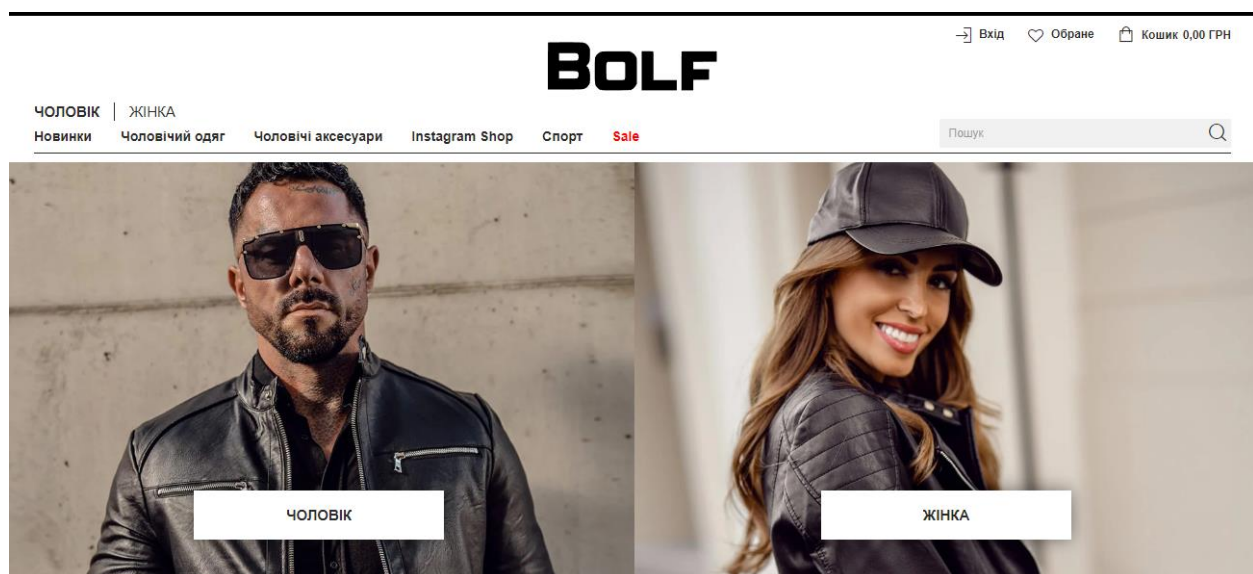 Вхід Обране Кошик 0,00 ГРН
BOLF
ЧОЛОВІК | ЖІНКА
Новинки Чоловічий одяг Чоловічі аксесуари Instagram Shop Спорт Sale Пошук
ЧОЛОВІК ЖІНКА